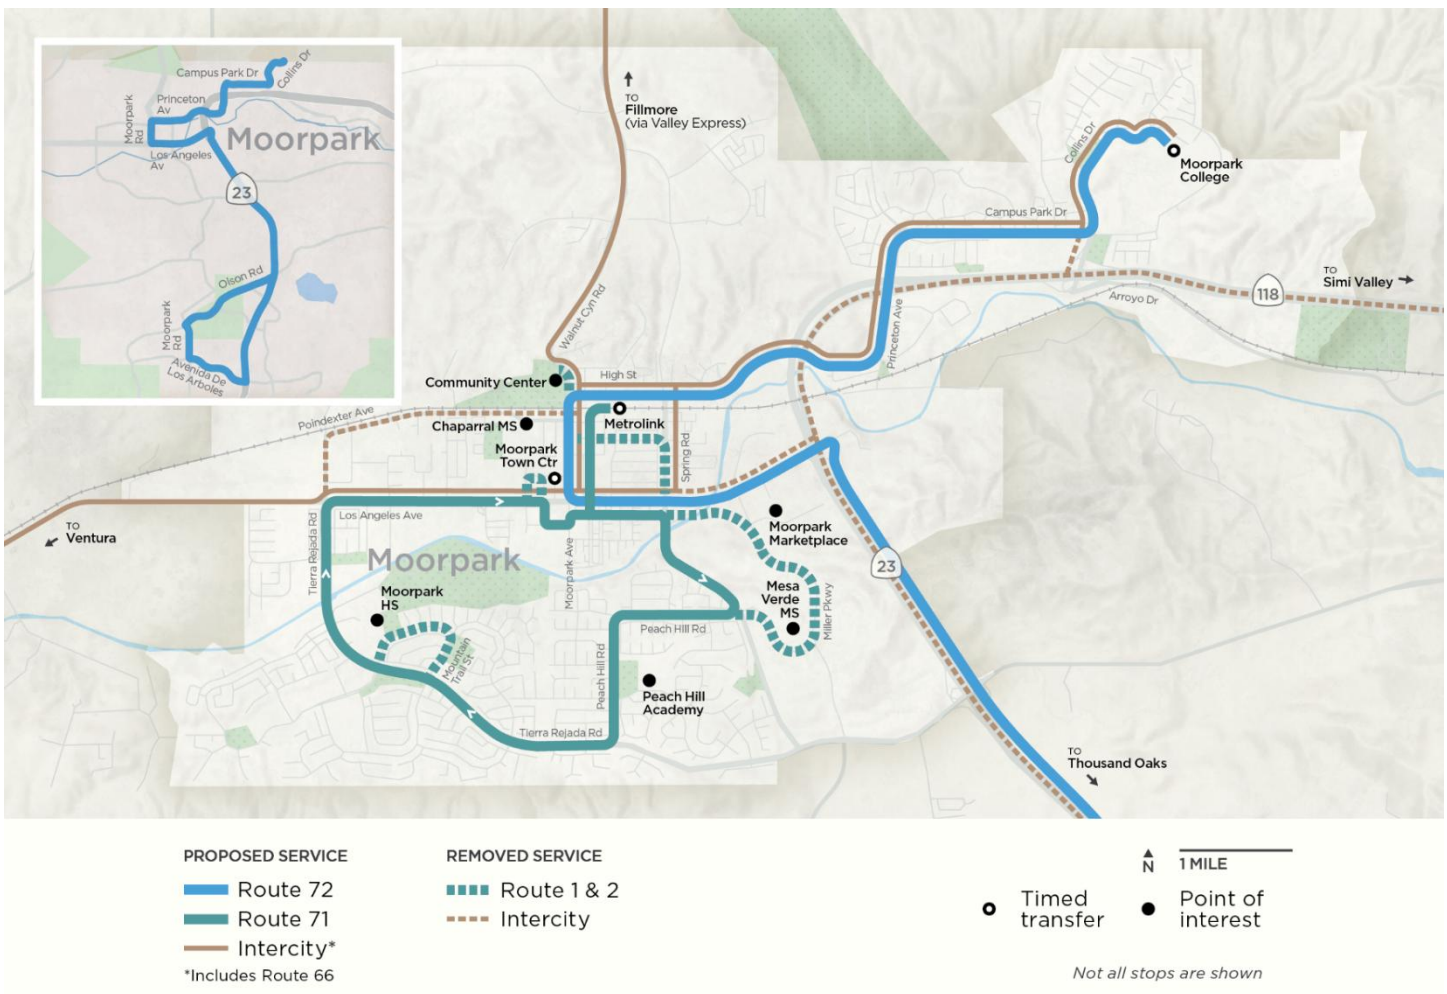 Campus Park Dr
Collins Dr
Princeton
Av
Moorpark
Rd
Moorpark
Los Angeles
Av
23
Olson Rd
Moorpark
Rd
Avenida De
Los Arboles
TO
Fillmore
(via Valley Express)
Collins Dr
Moorpark
College
Campus Park Dr
TO
Simi Valley
118
Arroyo Dr
Walnut Cyn Rd
Princeton Ave
High St
Community Center
Poindexter Ave
Chaparral MS
Metrolink
Moorpark
Town Ctr
Spring Rd
TO
Ventura
Tierra Rejada Rd
Los Angeles Ave
Moorpark
Moorpark Ave
Moorpark
Marketplace
Moorpark
HS
Mesa
Verde
MS
Miller Pkwy
23
Mountain
Trail St
Peach Hill Rd
Peach Hill Rd
Peach Hill
Academy
Tierra Rejada Rd
TO
Thousand Oaks
PROPOSED SERVICE
Route 72
Route 71
Intercity*
*Includes Route 66
REMOVED SERVICE
Route 1 & 2
Intercity
N
1 MILE
Timed
transfer
Point of
interest
Not all stops are shown